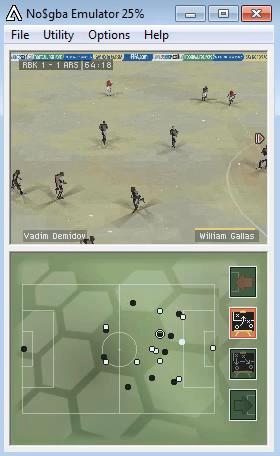 No$gba Emulator 25%
File Utility Options Help
RBK 1 - 1 ARS 64:18
Vadim Demidov William Gallas